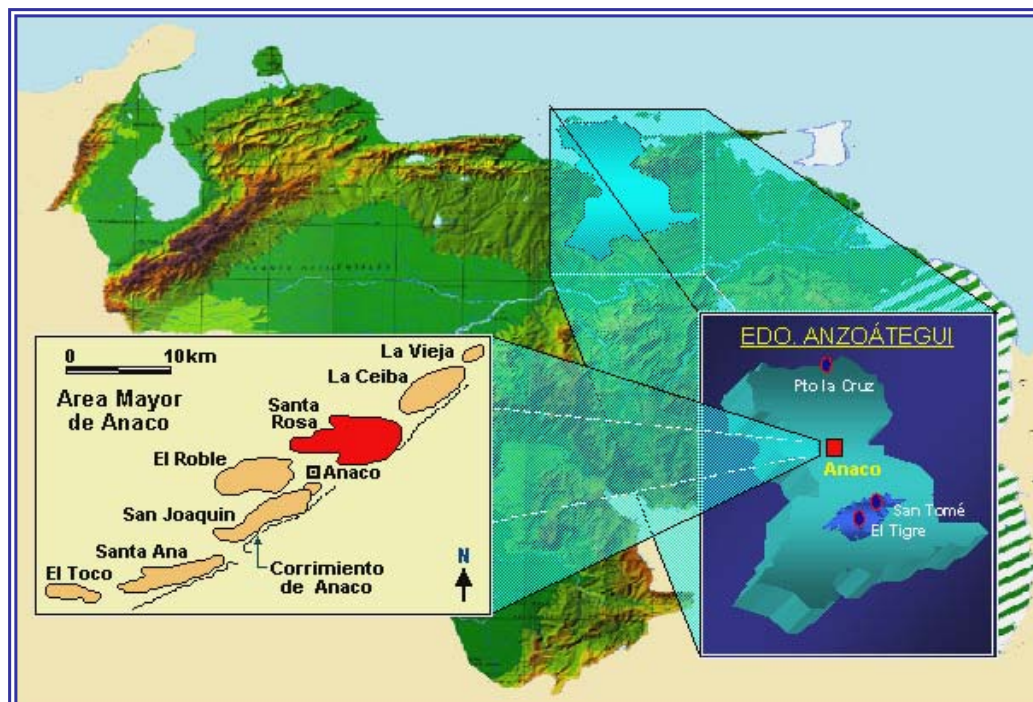 EDO. ANZOÁTEGUI
Pto la Cruz
Anaco
San Tomé
El Tigre
0 10km
Area Mayor
de Anaco
La Vieja
La Ceiba
Santa
Rosa
El Roble
Anaco
San Joaquin
Santa Ana
El Toco
Corrimiento
de Anaco
N